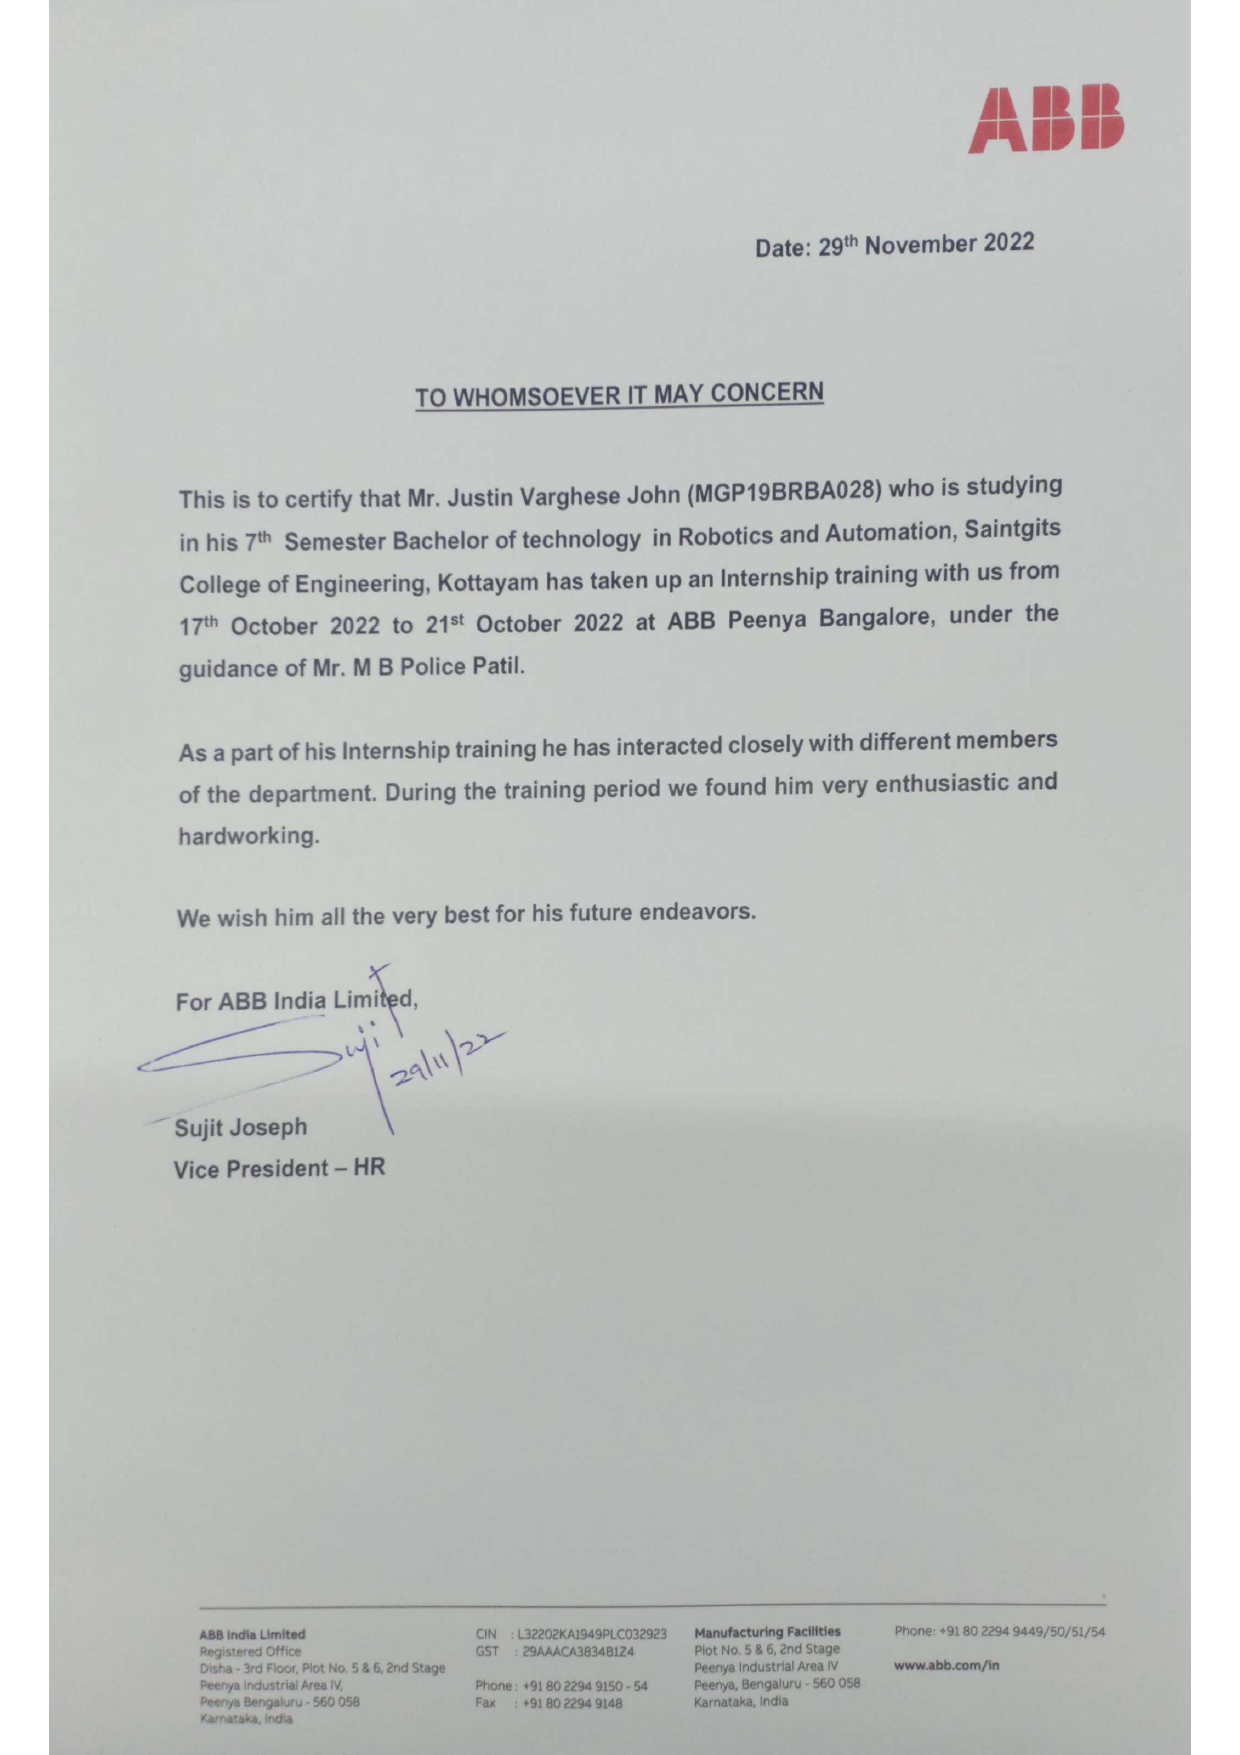 ABB
Date: 29th November 2022
TO WHOMSOEVER IT MAY CONCERN
This is to certify that Mr. Justin Varghese John (MGP19BRBA028) who is studying
in his 7th Semester Bachelor of technology in Robotics and Automation, Saintgits
College of Engineering, Kottayam has taken up an Internship training with us from
17th October 2022 to 21st October 2022 at ABB Peenya Bangalore, under the
guidance of Mr. M B Police Patil.
As a part of his Internship training he has interacted closely with different members
of the department. During the training period we found him very enthusiastic and
hardworking.
We wish him all the very best for his future endeavors.
For ABB India Limited,
Sujit
29/11/22
Sujit Joseph
Vice President – HR
ABB India Limited
Registered Office
Disha - 3rd Floor, Plot No. 5 & 6, 2nd Stage
Peenya Industrial Area IV,
Peenya Bengaluru - 560 058
Karnataka, India
CIN : L32202KA1949PLC032923
GST : 29AAACA3834B1Z4
Phone : +91 80 2294 9150 - 54
Fax : +91 80 2294 9148
Manufacturing Facilities
Plot No. 5 & 6, 2nd Stage
Peenya Industrial Area IV
Peenya, Bengaluru - 560 058
Karnataka, India
Phone: +91 80 2294 9449/50/51/54
www.abb.com/in